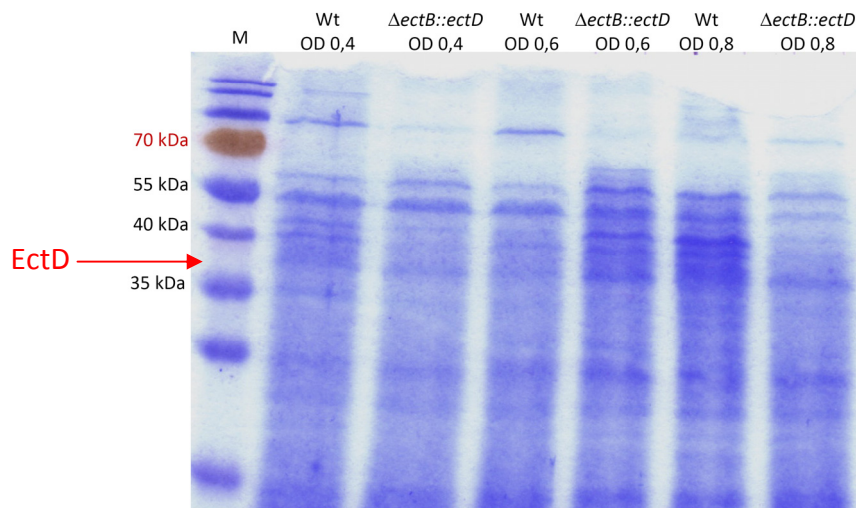 M
Wt
OD 0,4
ΔectB::ectD
OD 0,4
Wt
OD 0,6
ΔectB::ectD
OD 0,6
Wt
OD 0,8
ΔectB::ectD
OD 0,8
70 kDa
55 kDa
40 kDa
EctD
35 kDa